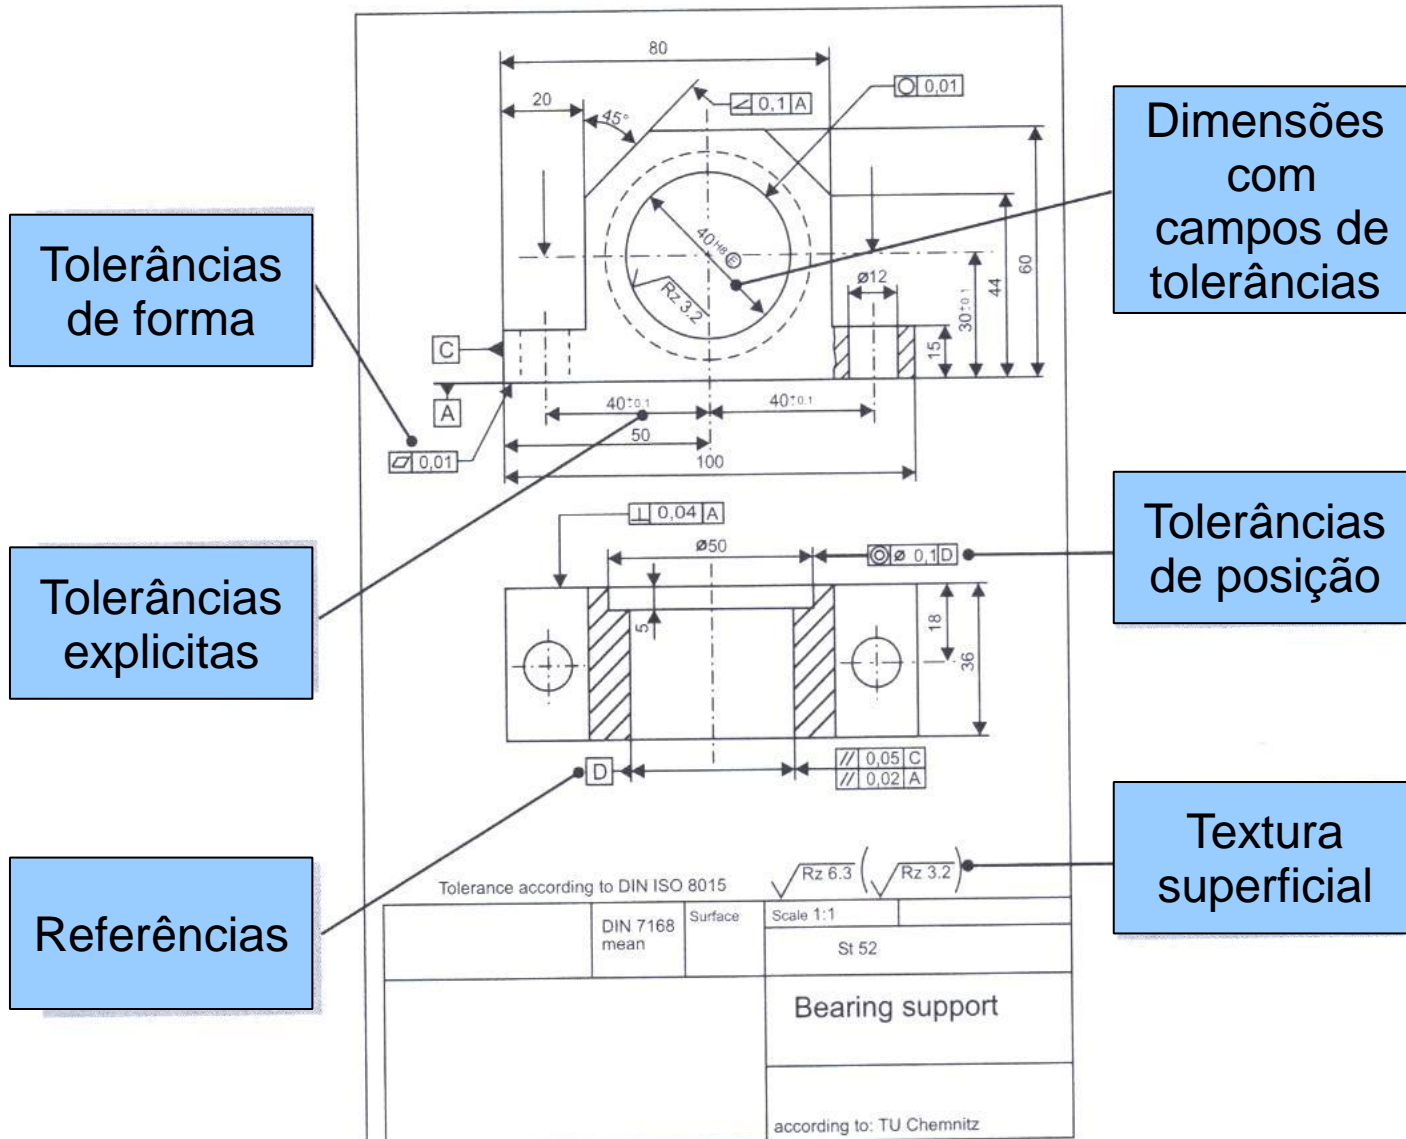 80
20
45°
∠ 0,1 A
○ 0,01
Dimensões
com
campos de
tolerâncias
Tolerâncias
de forma
40 H8 Ⓔ
Rz 3.2
ø12
60
44
30±0.1
15
C
A
40±0.1
40±0.1
50
100
⏥ 0,01
Tolerâncias
explicitas
⊥ 0,04 A
ø50
◎ ø 0,1 D
Tolerâncias
de posição
5
18
36
D
// 0,05 C
// 0,02 A
Referências
Textura
superficial
Tolerance according to DIN ISO 8015
Rz 6.3 ( Rz 3.2 )
DIN 7168
mean
Surface
Scale 1:1
St 52
Bearing support
according to: TU Chemnitz